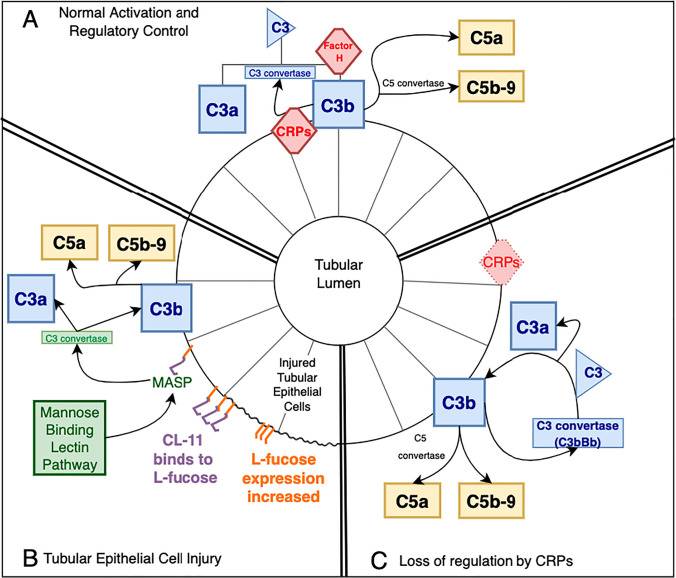 A Normal Activation and
Regulatory Control
C3
Factor
H
C3 convertase
C3a
C3b
CRPs
C5a
C5 convertase
C5b-9
Tubular
Lumen
C5a
C5b-9
C3a
C3b
C3 convertase
MASP
Mannose
Binding
Lectin
Pathway
CL-11
binds to
L-fucose
L-fucose
expression
increased
Injured
Tubular
Epithelial
Cells
B Tubular Epithelial Cell Injury
CRPs
C3a
C3
C3b
C3 convertase
(C3bBb)
C5
convertase
C5a
C5b-9
C Loss of regulation by CRPs